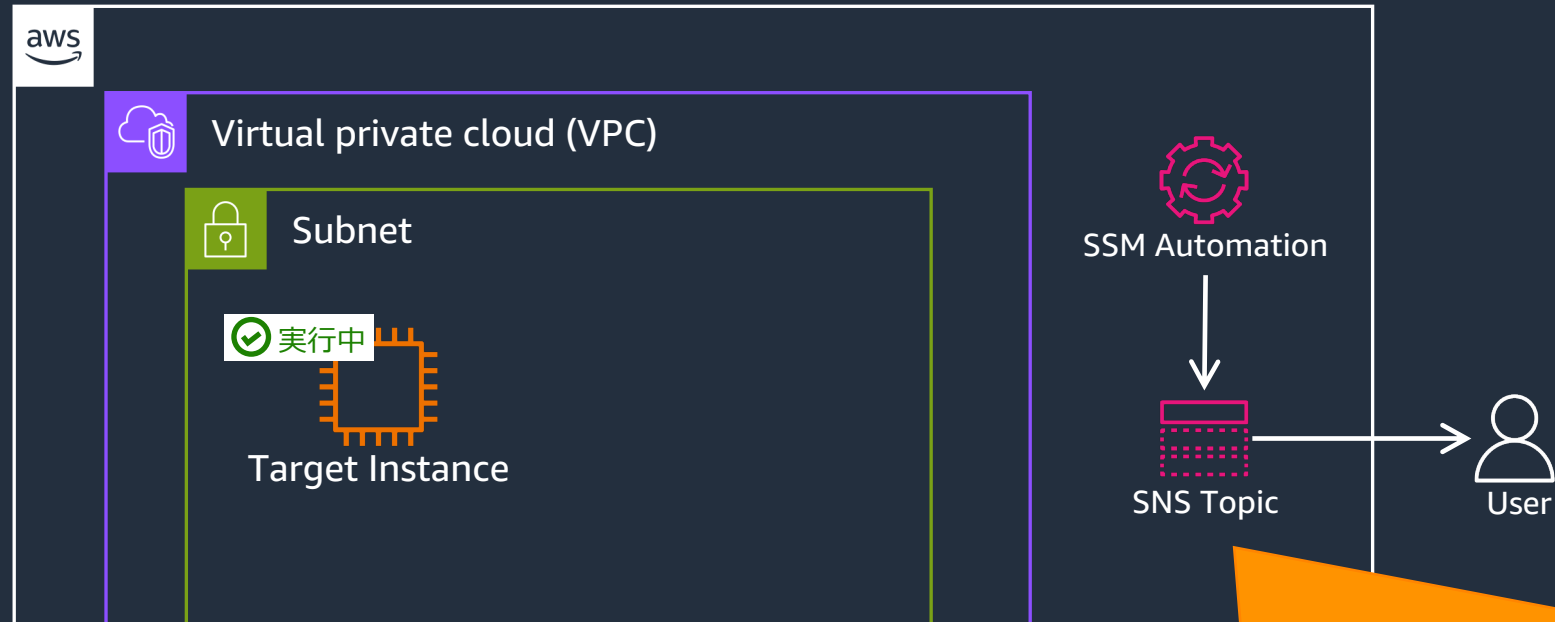 aws
Virtual private cloud (VPC)
Subnet
SSM Automation
実行中
Target Instance
SNS Topic
User